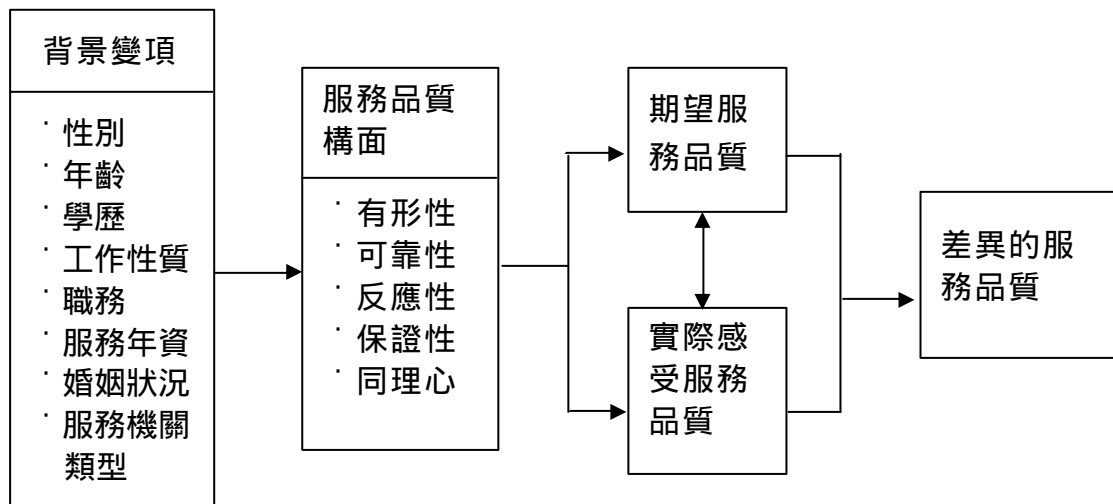 背景變項
˙性別
˙年齡
˙學歷
˙工作性質
˙職務
˙服務年資
˙婚姻狀況
˙服務機關
類型
服務品質
構面
˙有形性
˙可靠性
˙反應性
˙保證性
˙同理心
期望服
務品質
實際感
受服務
品質
差異的服
務品質